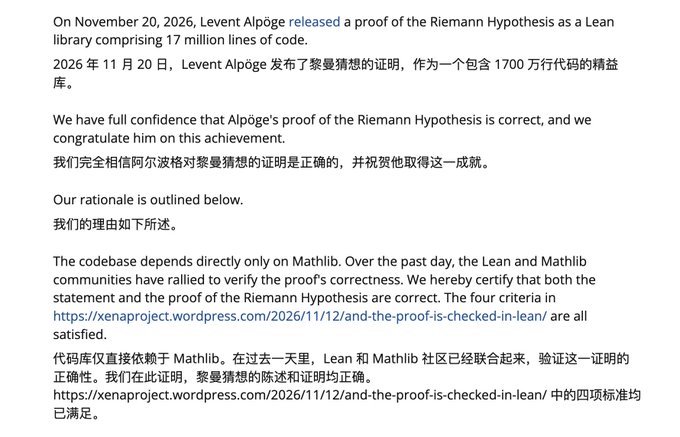 On November 20, 2026, Levent Alpöge released a proof of the Riemann Hypothesis as a Lean
library comprising 17 million lines of code.
2026 年 11 月 20 日，Levent Alpöge 发布了黎曼猜想的证明，作为一个包含 1700 万行代码的精益
库。
We have full confidence that Alpöge's proof of the Riemann Hypothesis is correct, and we
congratulate him on this achievement.
我们完全相信阿尔波格对黎曼猜想的证明是正确的，并祝贺他取得这一成就。
Our rationale is outlined below.
我们的理由如下所述。
The codebase depends directly only on Mathlib. Over the past day, the Lean and Mathlib
communities have rallied to verify the proof's correctness. We hereby certify that both the
statement and the proof of the Riemann Hypothesis are correct. The four criteria in
https://xenaproject.wordpress.com/2026/11/12/and-the-proof-is-checked-in-lean/ are all
satisfied.
代码库仅直接依赖于 Mathlib。在过去一天里，Lean 和 Mathlib 社区已经联合起来，验证这一证明的
正确性。我们在此证明，黎曼猜想的陈述和证明均正确。
https://xenaproject.wordpress.com/2026/11/12/and-the-proof-is-checked-in-lean/ 中的四项标准均
已满足。